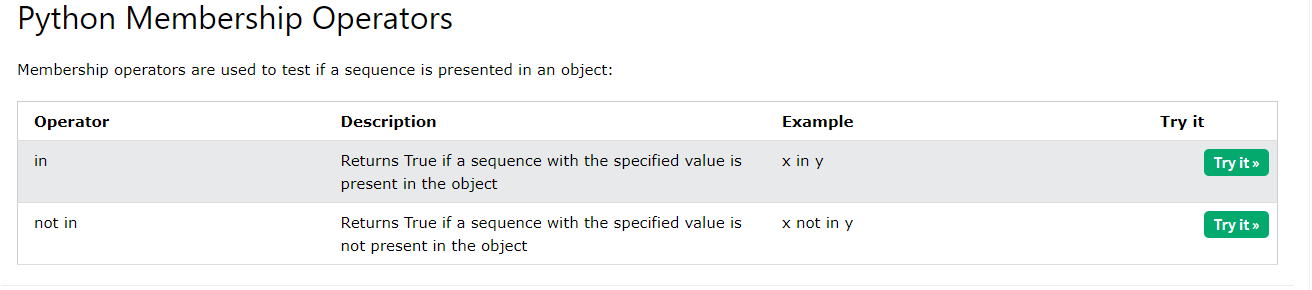 Python Membership Operators
Membership operators are used to test if a sequence is presented in an object:
Operator Description Example Try it
in Returns True if a sequence with the specified value is present in the object x in y Try it »
not in Returns True if a sequence with the specified value is not present in the object x not in y Try it »